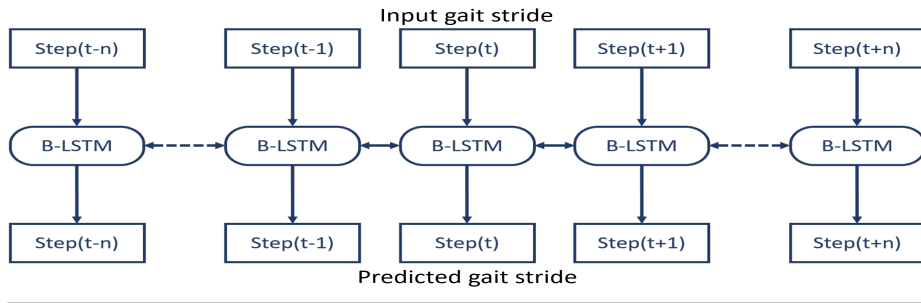 Input gait stride
Step(t-n) Step(t-1) Step(t) Step(t+1) Step(t+n)
B-LSTM B-LSTM B-LSTM B-LSTM B-LSTM
Step(t-n) Step(t-1) Step(t) Step(t+1) Step(t+n)
Predicted gait stride